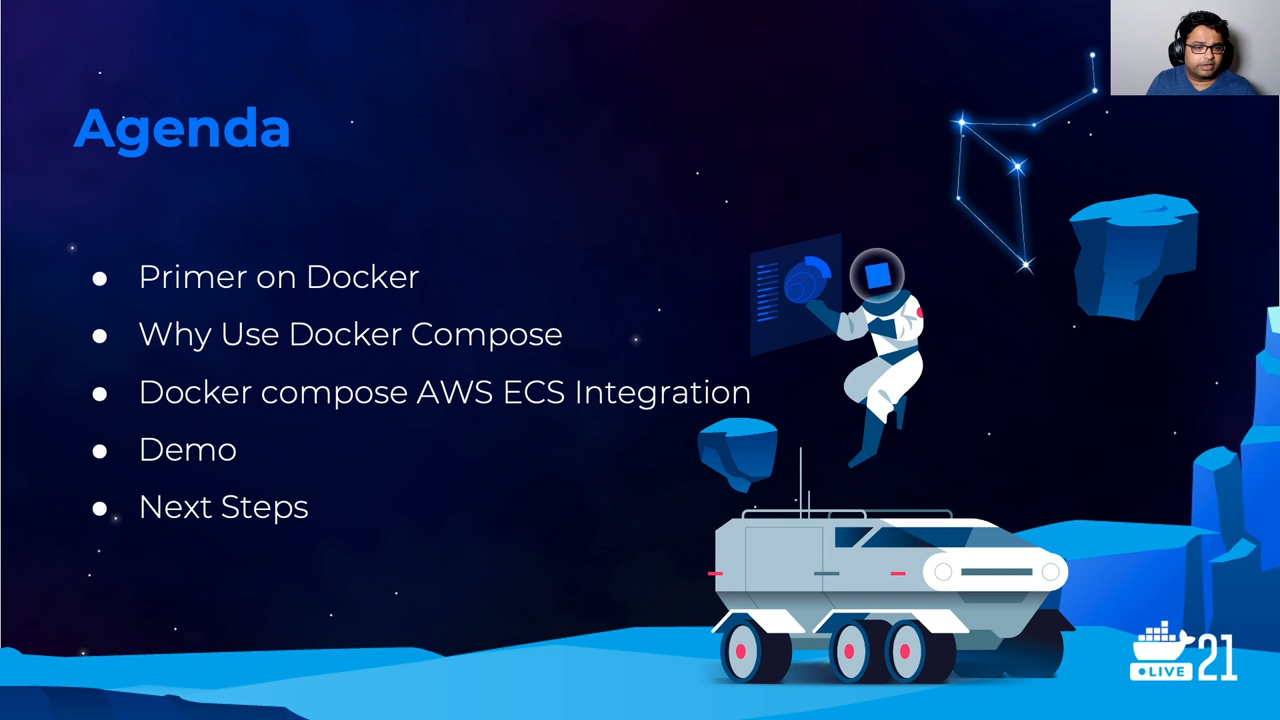 Agenda
● Primer on Docker
● Why Use Docker Compose
● Docker compose AWS ECS Integration
● Demo
● Next Steps
LIVE 21